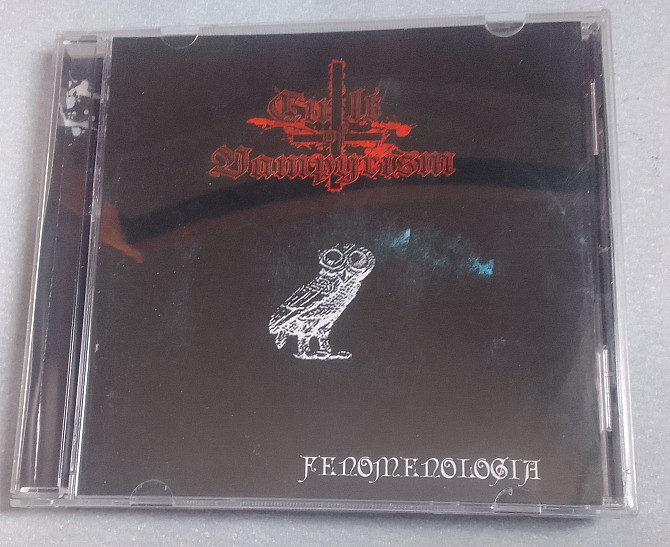 Cult
of
Vampyrism
FENOMENOLOGIA